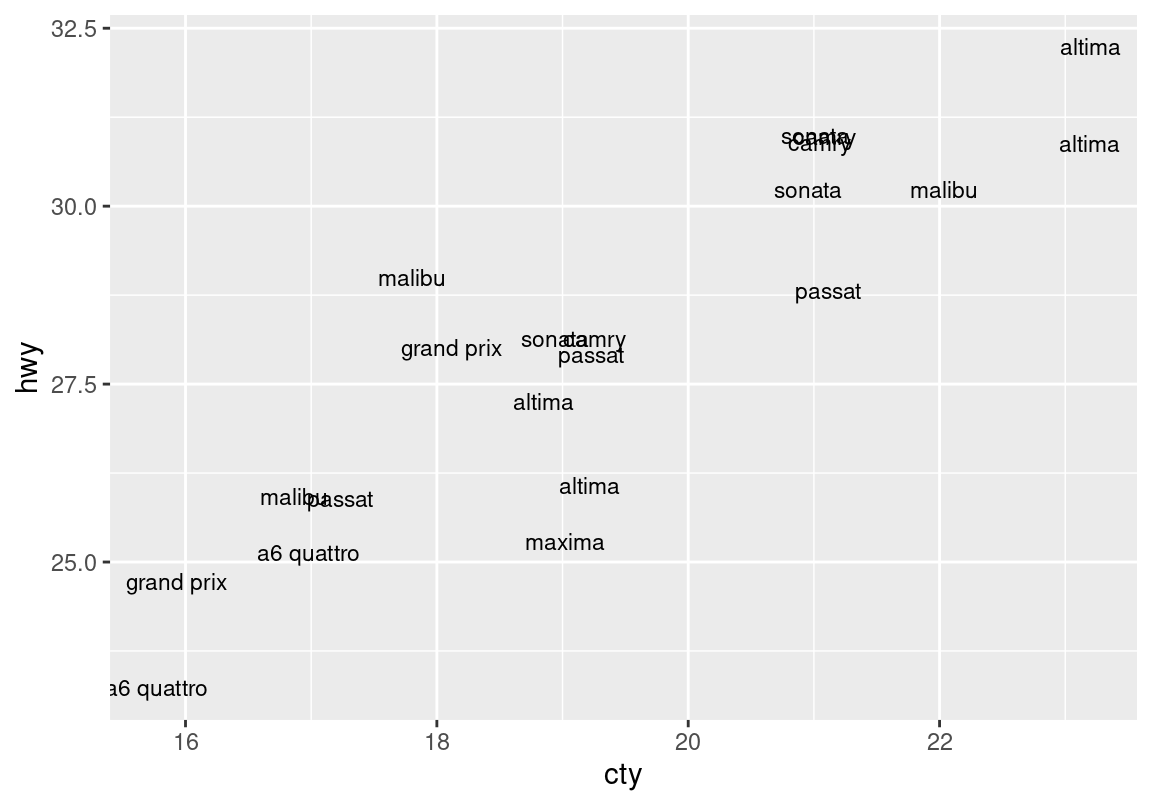 32.5
altima
sonata
camry
camry
altima
30.0
sonata
malibu
malibu
passat
grand prix
sonata
camry
passat
hwy
27.5
altima
malibu
passat
altima
maxima
a6 quattro
25.0
grand prix
a6 quattro
16
18
20
22
cty